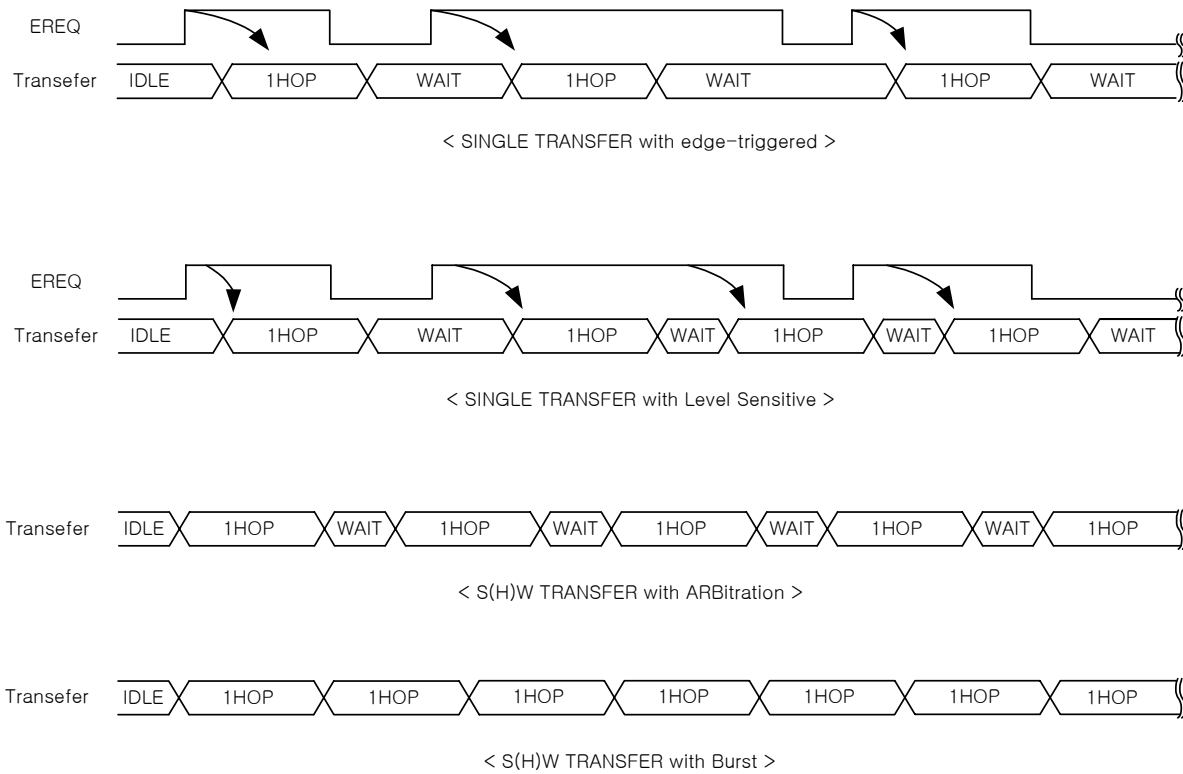 EREQ
Transefer IDLE 1HOP WAIT 1HOP WAIT 1HOP WAIT
< SINGLE TRANSFER with edge-triggered >
EREQ
Transefer IDLE 1HOP WAIT 1HOP WAIT 1HOP WAIT 1HOP WAIT
< SINGLE TRANSFER with Level Sensitive >
Transefer IDLE 1HOP WAIT 1HOP WAIT 1HOP WAIT 1HOP WAIT 1HOP
< S(H)W TRANSFER with ARBitration >
Transefer IDLE 1HOP 1HOP 1HOP 1HOP 1HOP 1HOP 1HOP
< S(H)W TRANSFER with Burst >